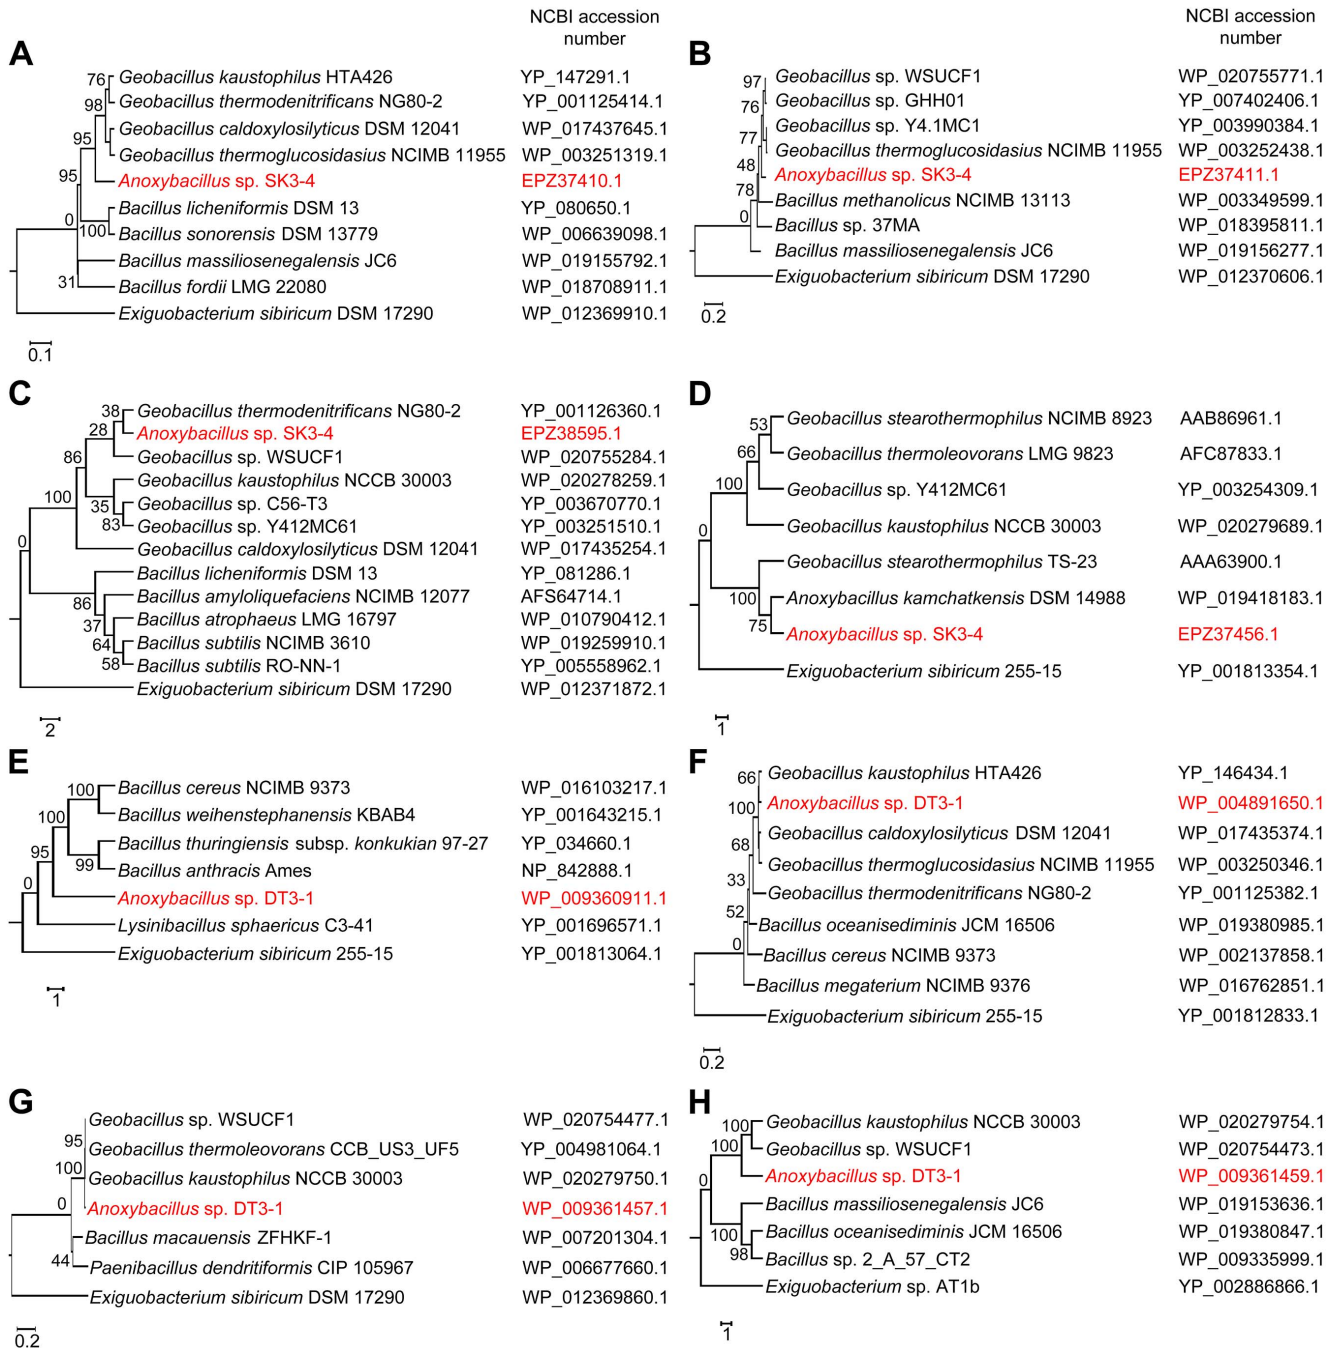 NCBI accession
number
A
76
Geobacillus kaustophilus HTA426 YP_147291.1
98
Geobacillus thermodenitrificans NG80-2 YP_001125414.1
95
Geobacillus caldoxylosilyticus DSM 12041 WP_017437645.1
Geobacillus thermoglucosidasius NCIMB 11955 WP_003251319.1
95
Anoxybacillus sp. SK3-4 EPZ37410.1
0
Bacillus licheniformis DSM 13 YP_080650.1
100
Bacillus sonorensis DSM 13779 WP_006639098.1
Bacillus massiliosenegalensis JC6 WP_019155792.1
31
Bacillus fordii LMG 22080 WP_018708911.1
Exiguobacterium sibiricum DSM 17290 WP_012369910.1
0.1
NCBI accession
number
B
97
Geobacillus sp. WSUCF1 WP_020755771.1
76
Geobacillus sp. GHH01 YP_007402406.1
Geobacillus sp. Y4.1MC1 YP_003990384.1
77
Geobacillus thermoglucosidasius NCIMB 11955 WP_003252438.1
48
Anoxybacillus sp. SK3-4 EPZ37411.1
78
Bacillus methanolicus NCIMB 13113 WP_003349599.1
0
Bacillus sp. 37MA WP_018395811.1
Bacillus massiliosenegalensis JC6 WP_019156277.1
Exiguobacterium sibiricum DSM 17290 WP_012370606.1
0.2
C
38
Geobacillus thermodenitrificans NG80-2 YP_001126360.1
28
Anoxybacillus sp. SK3-4 EPZ38595.1
86
Geobacillus sp. WSUCF1 WP_020755284.1
Geobacillus kaustophilus NCCB 30003 WP_020278259.1
100
35
Geobacillus sp. C56-T3 YP_003670770.1
83
Geobacillus sp. Y412MC61 YP_003251510.1
0
Geobacillus caldoxylosilyticus DSM 12041 WP_017435254.1
Bacillus licheniformis DSM 13 YP_081286.1
86
Bacillus amyloliquefaciens NCIMB 12077 AFS64714.1
37
Bacillus atrophaeus LMG 16797 WP_010790412.1
64
Bacillus subtilis NCIMB 3610 WP_019259910.1
58
Bacillus subtilis RO-NN-1 YP_005558962.1
Exiguobacterium sibiricum DSM 17290 WP_012371872.1
2
D
53
Geobacillus stearothermophilus NCIMB 8923 AAB86961.1
66
Geobacillus thermoleovorans LMG 9823 AFC87833.1
100
Geobacillus sp. Y412MC61 YP_003254309.1
0
Geobacillus kaustophilus NCCB 30003 WP_020279689.1
Geobacillus stearothermophilus TS-23 AAA63900.1
100
Anoxybacillus kamchatkensis DSM 14988 WP_019418183.1
75
Anoxybacillus sp. SK3-4 EPZ37456.1
Exiguobacterium sibiricum 255-15 YP_001813354.1
1
E
100
Bacillus cereus NCIMB 9373 WP_016103217.1
100
Bacillus weihenstephanensis KBAB4 YP_001643215.1
95
Bacillus thuringiensis subsp. konkukian 97-27 YP_034660.1
99
Bacillus anthracis Ames NP_842888.1
0
Anoxybacillus sp. DT3-1 WP_009360911.1
Lysinibacillus sphaericus C3-41 YP_001696571.1
Exiguobacterium sibiricum 255-15 YP_001813064.1
1
F
66
Geobacillus kaustophilus HTA426 YP_146434.1
100
Anoxybacillus sp. DT3-1 WP_004891650.1
68
Geobacillus caldoxylosilyticus DSM 12041 WP_017435374.1
Geobacillus thermoglucosidasius NCIMB 11955 WP_003250346.1
33
Geobacillus thermodenitrificans NG80-2 YP_001125382.1
52
Bacillus oceanisediminis JCM 16506 WP_019380985.1
0
Bacillus cereus NCIMB 9373 WP_002137858.1
Bacillus megaterium NCIMB 9376 WP_016762851.1
Exiguobacterium sibiricum 255-15 YP_001812833.1
0.2
G
Geobacillus sp. WSUCF1 WP_020754477.1
95
Geobacillus thermoleovorans CCB_US3_UF5 YP_004981064.1
100
Geobacillus kaustophilus NCCB 30003 WP_020279750.1
0
Anoxybacillus sp. DT3-1 WP_009361457.1
Bacillus macauensis ZFHKF-1 WP_007201304.1
44
Paenibacillus dendritiformis CIP 105967 WP_006677660.1
Exiguobacterium sibiricum DSM 17290 WP_012369860.1
0.2
H
100
Geobacillus kaustophilus NCCB 30003 WP_020279754.1
100
Geobacillus sp. WSUCF1 WP_020754473.1
0
Anoxybacillus sp. DT3-1 WP_009361459.1
Bacillus massiliosenegalensis JC6 WP_019153636.1
100
Bacillus oceanisediminis JCM 16506 WP_019380847.1
98
Bacillus sp. 2_A_57_CT2 WP_009335999.1
Exiguobacterium sp. AT1b YP_002886866.1
1